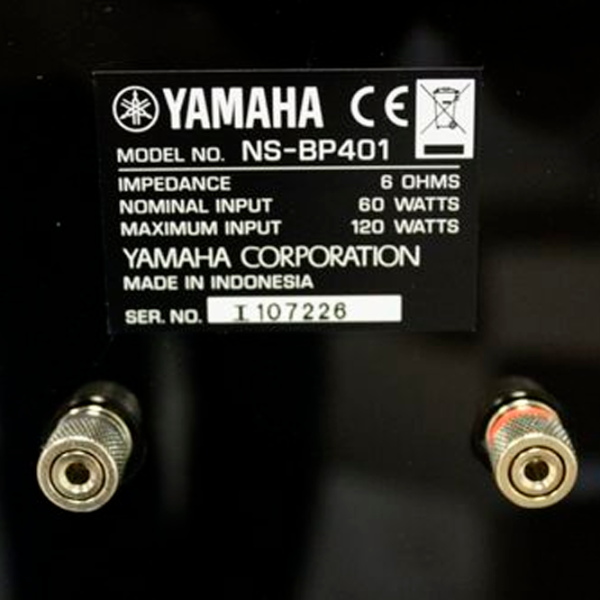 YAMAHA CE
MODEL NO. NS-BP401
IMPEDANCE 6 OHMS
NOMINAL INPUT 60 WATTS
MAXIMUM INPUT 120 WATTS
YAMAHA CORPORATION
MADE IN INDONESIA
SER. NO. I107226